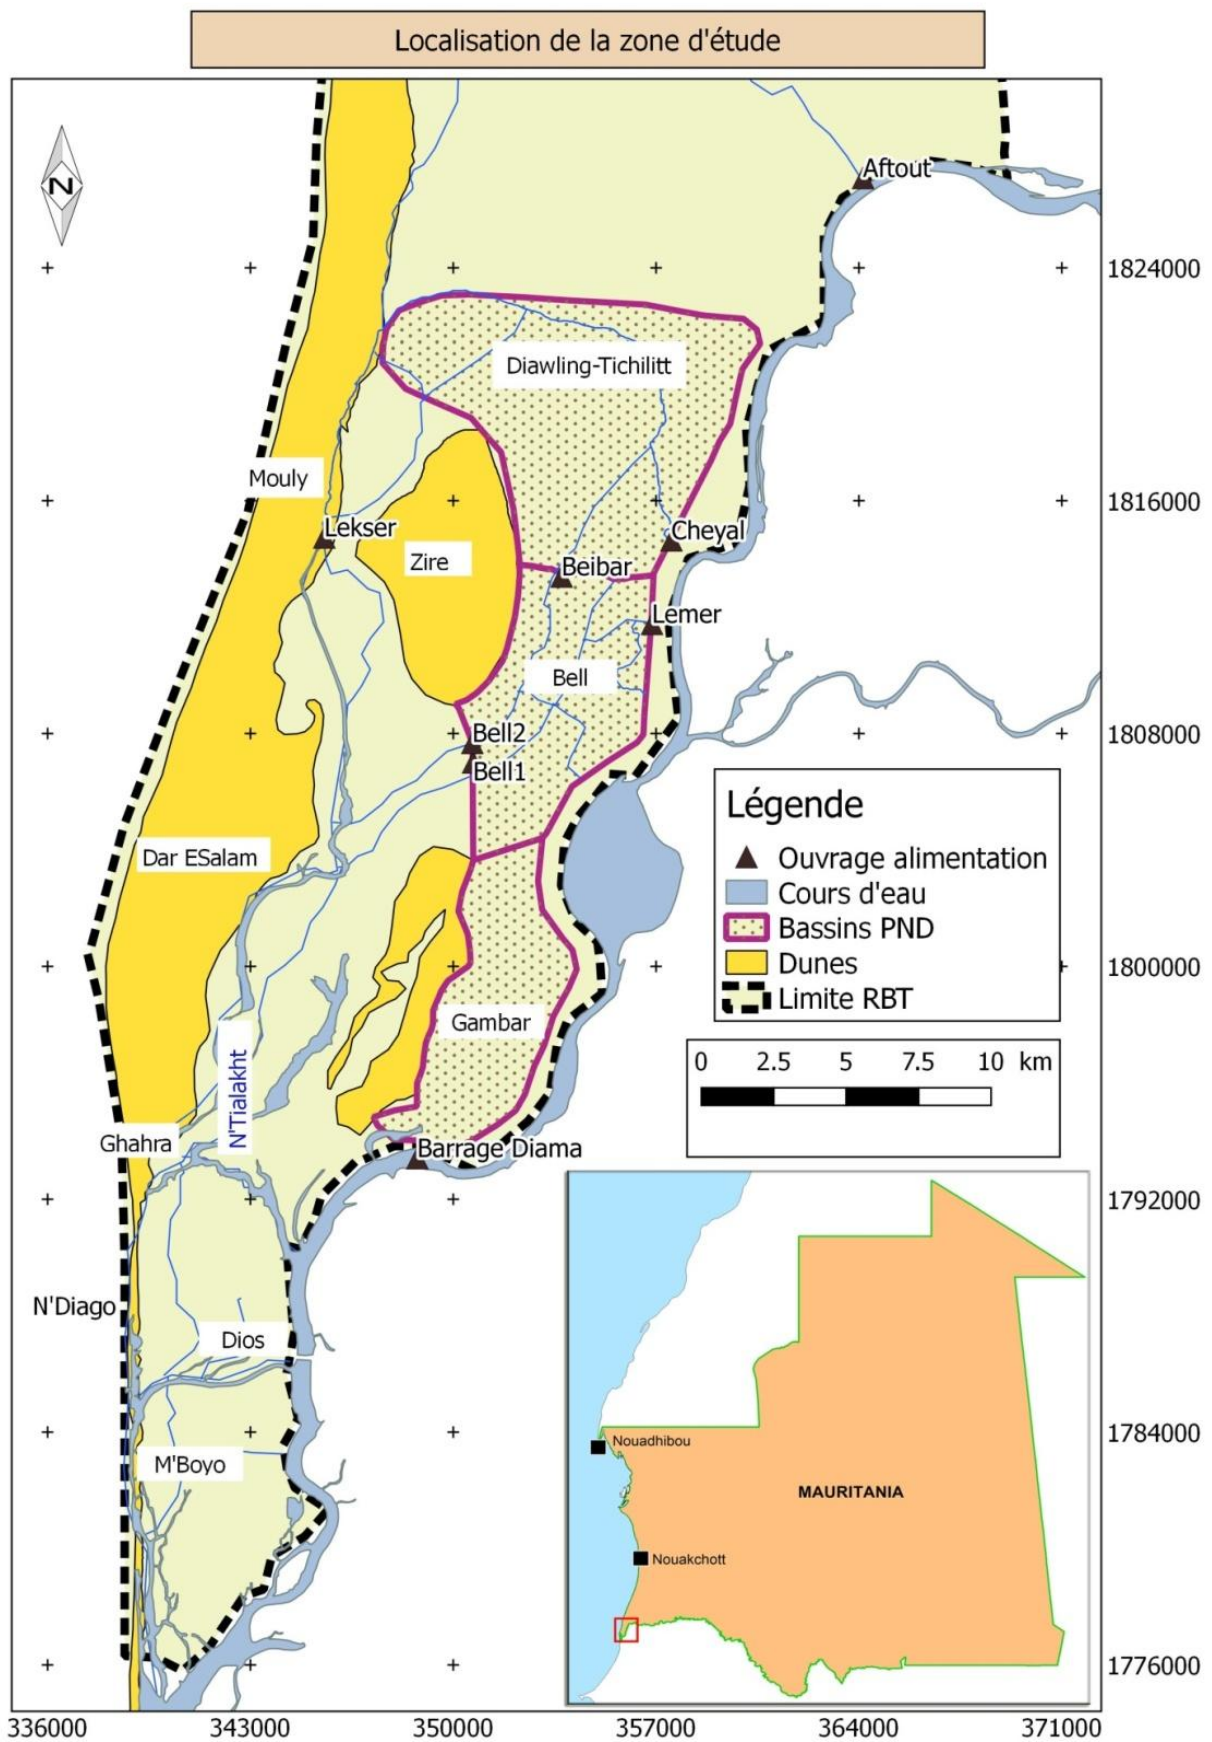 Localisation de la zone d'étude
N
Aftout
1824000
Diawling-Tichilitt
Mouly
1816000
Lekser
Cheyal
Zire
Beibar
Lemer
Bell
Bell2
1808000
Bell1
Légende
Dar ESalam
Ouvrage alimentation
Cours d'eau
Bassins PND
Dunes
1800000
Limite RBT
Gambar
0 2.5 5 7.5 10 km
N'Tialakht
Ghahra
Barrage Diama
1792000
N'Diago
Dios
1784000
Nouadhibou
M'Boyo
MAURITANIA
Nouakchott
1776000
336000 343000 350000 357000 364000 371000